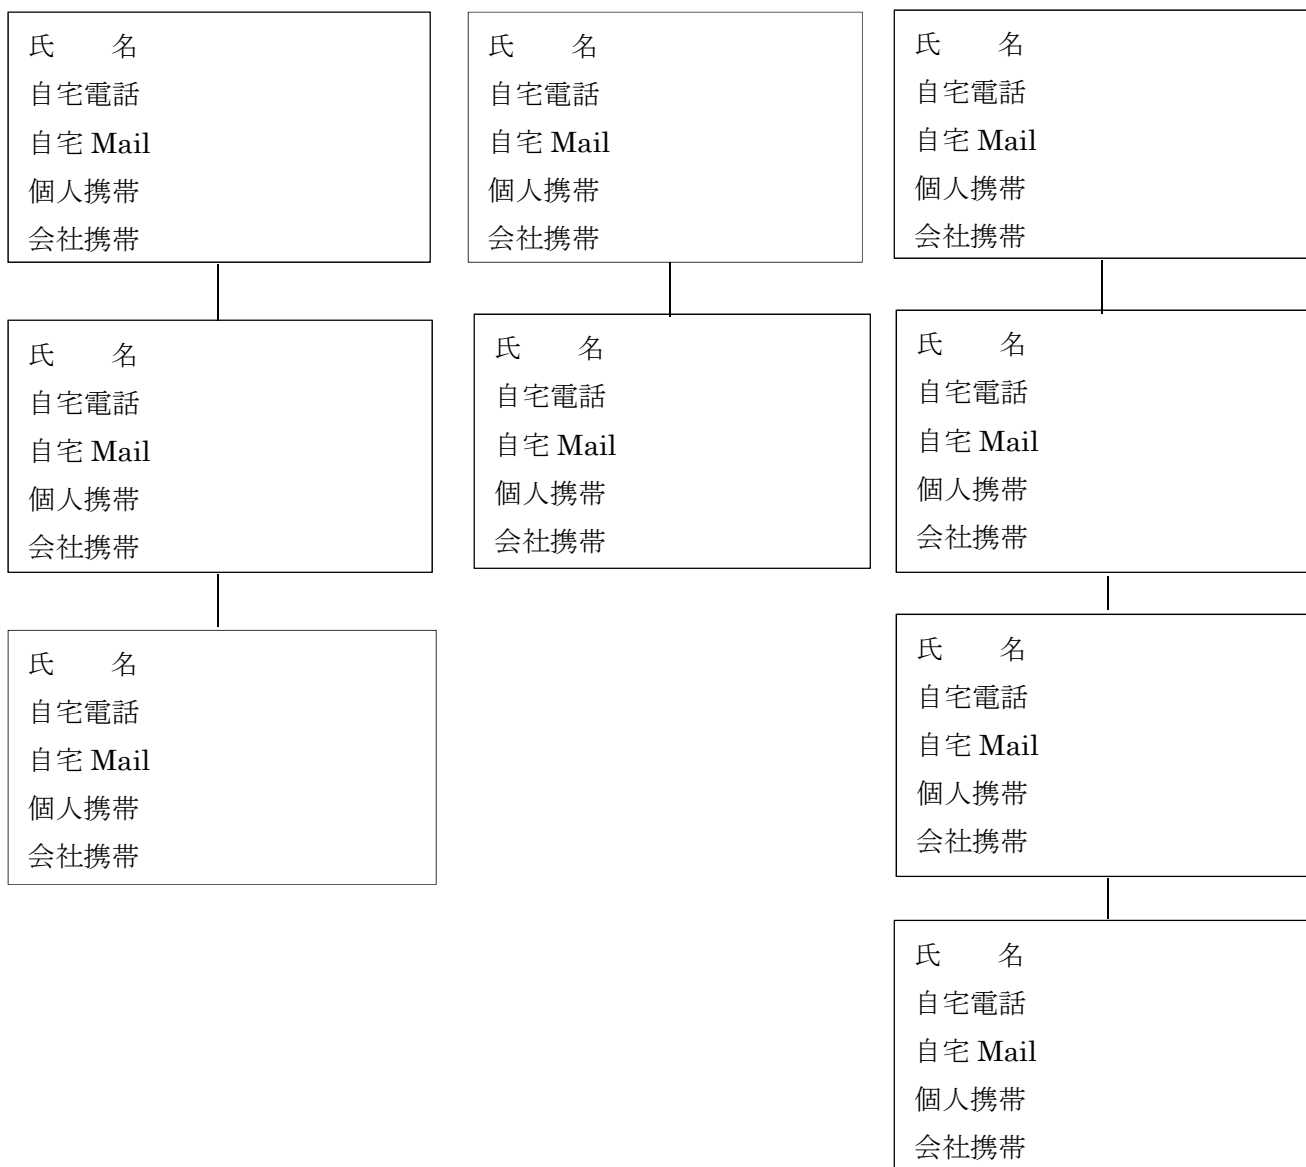 氏　　名
自宅電話
自宅 Mail
個人携帯
会社携帯
氏　　名
自宅電話
自宅 Mail
個人携帯
会社携帯
氏　　名
自宅電話
自宅 Mail
個人携帯
会社携帯
氏　　名
自宅電話
自宅 Mail
個人携帯
会社携帯
氏　　名
自宅電話
自宅 Mail
個人携帯
会社携帯
氏　　名
自宅電話
自宅 Mail
個人携帯
会社携帯
氏　　名
自宅電話
自宅 Mail
個人携帯
会社携帯
氏　　名
自宅電話
自宅 Mail
個人携帯
会社携帯
氏　　名
自宅電話
自宅 Mail
個人携帯
会社携帯